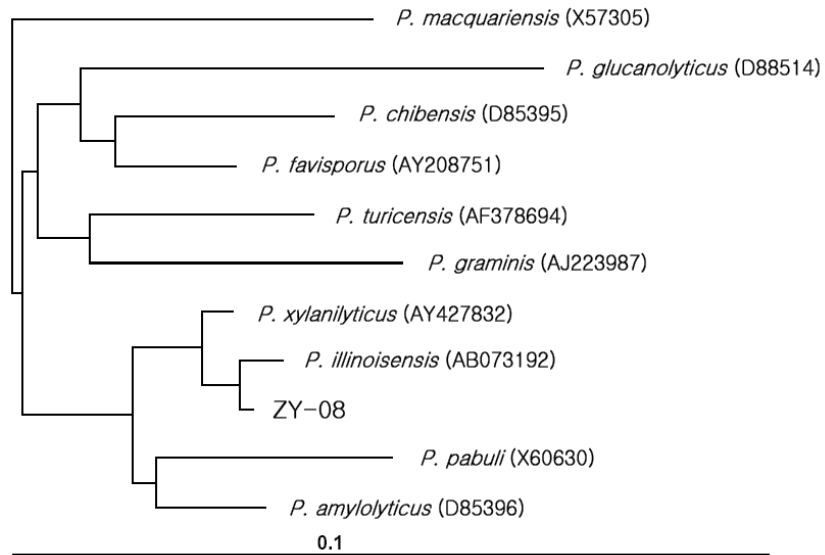 P. macquariensis (X57305)
P. glucanolyticus (D88514)
P. chibensis (D85395)
P. favisporus (AY208751)
P. turicensis (AF378694)
P. graminis (AJ223987)
P. xylanilyticus (AY427832)
P. illinoisensis (AB073192)
ZY-08
P. pabuli (X60630)
P. amylolyticus (D85396)
0.1